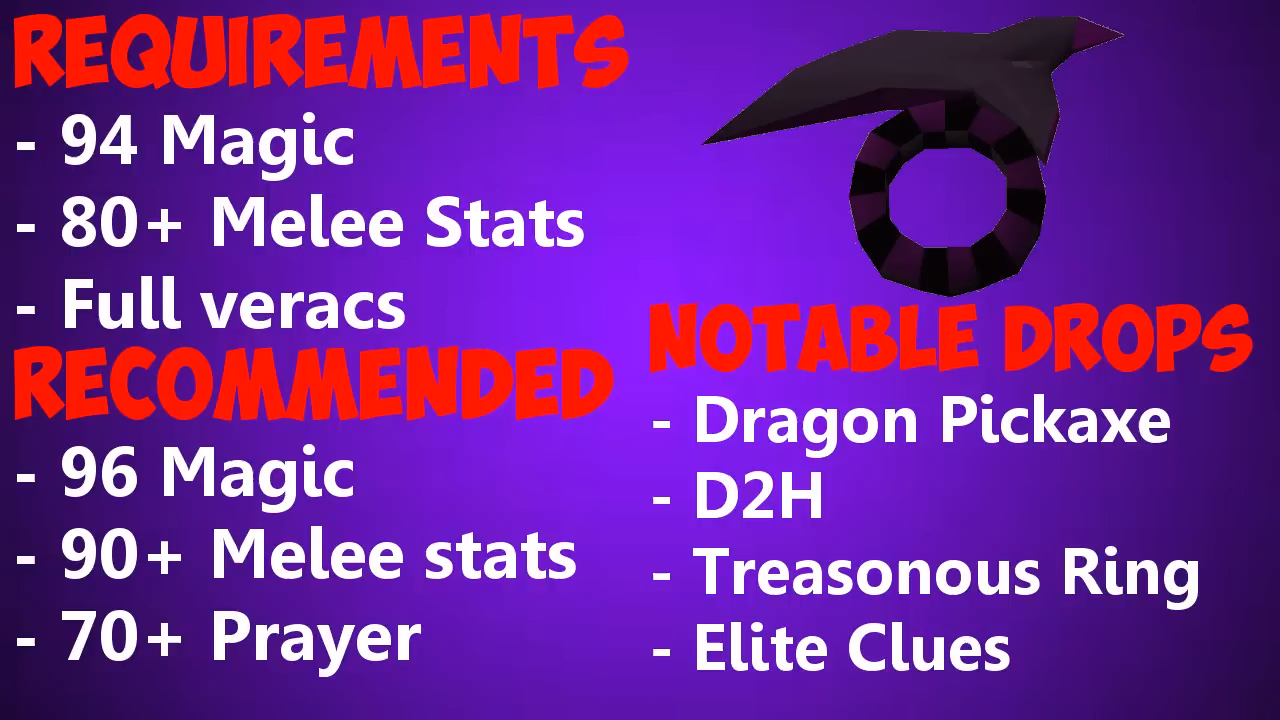 REQUIREMENTS
- 94 Magic
- 80+ Melee Stats
- Full veracs
RECOMMENDED
- 96 Magic
- 90+ Melee stats
- 70+ Prayer
NOTABLE DROPS
- Dragon Pickaxe
- D2H
- Treasonous Ring
- Elite Clues